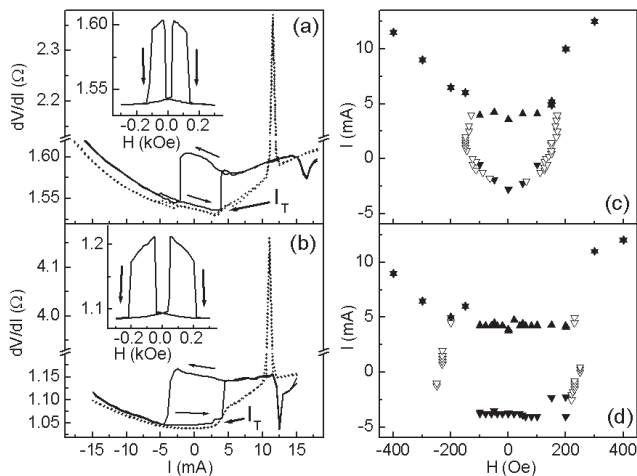 (a)
dV/dI (Ω)
2.3
2.2
1.60
1.55
1.60
1.53
-0.2 0.0 0.2
H (kOe)
I_T
(b)
dV/dI (Ω)
4.1
4.0
1.15
1.10
1.05
1.2
1.1
-0.2 0.0 0.2
H (kOe)
I_T
-15 -10 -5 0 5 10 15
I (mA)
(c)
I (mA)
10
5
0
-5
(d)
I (mA)
10
5
0
-5
-400 -200 0 200 400
H (Oe)